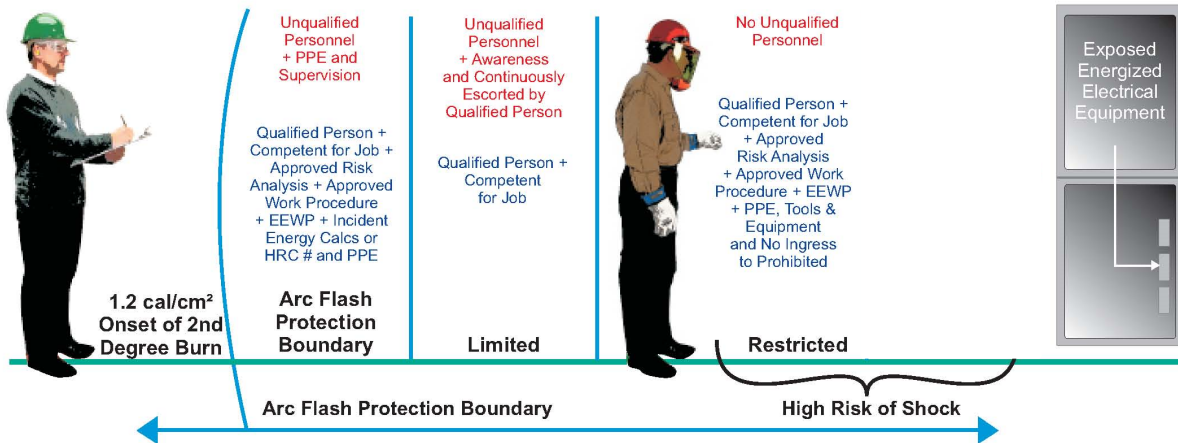 Unqualified
Personnel
+ PPE and
Supervision
Qualified Person +
Competent for Job +
Approved Risk
Analysis + Approved
Work Procedure
+ EEWP + Incident
Energy Calcs or
HRC # and PPE
Unqualified
Personnel
+ Awareness
and Continuously
Escorted by
Qualified Person
Qualified Person +
Competent
for Job
No Unqualified
Personnel
Qualified Person +
Competent for Job
+ Approved
Risk Analysis
+ Approved Work
Procedure + EEWP
+ PPE, Tools &
Equipment
and No Ingress
to Prohibited
Exposed
Energized
Electrical
Equipment
1.2 cal/cm²
Onset of 2nd
Degree Burn
Arc Flash
Protection
Boundary
Limited
Restricted
Arc Flash Protection Boundary
High Risk of Shock